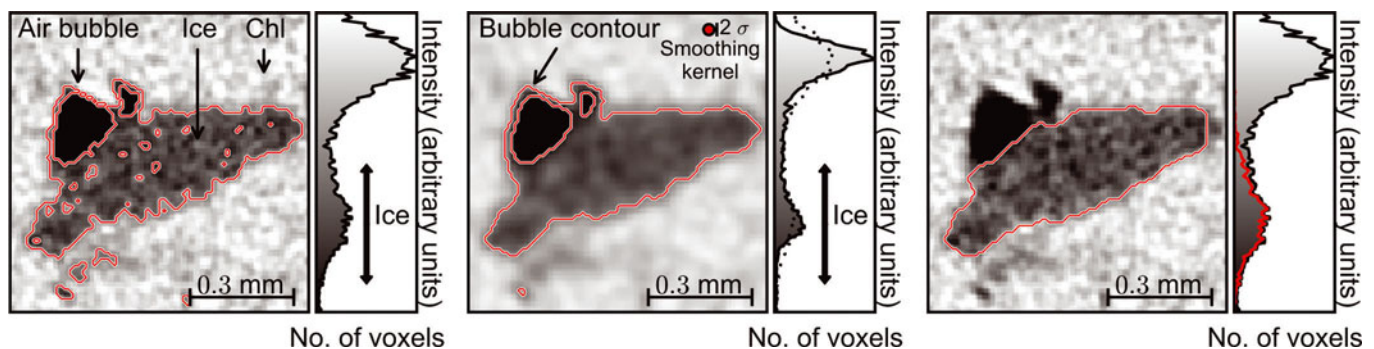 Air bubble
Ice
Chl
0.3 mm
Ice
Intensity (arbitrary units)
No. of voxels
Bubble contour
2 σ
Smoothing
kernel
0.3 mm
Ice
Intensity (arbitrary units)
No. of voxels
0.3 mm
Intensity (arbitrary units)
No. of voxels